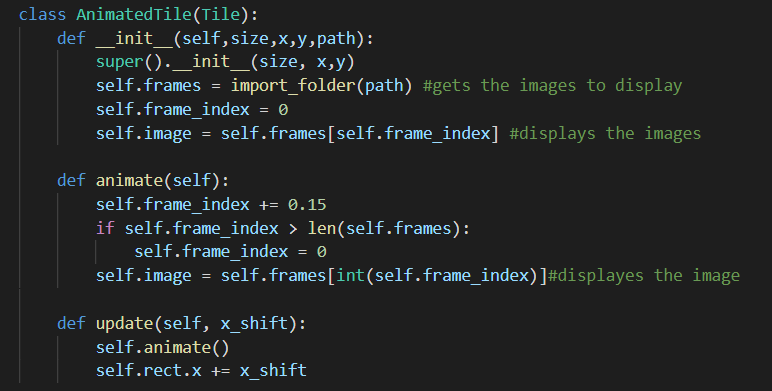 class AnimatedTile(Tile):
    def __init__(self,size,x,y,path):
        super().__init__(size, x,y)
        self.frames = import_folder(path) #gets the images to display
        self.frame_index = 0
        self.image = self.frames[self.frame_index] #displays the images

    def animate(self):
        self.frame_index += 0.15
        if self.frame_index > len(self.frames):
            self.frame_index = 0
        self.image = self.frames[int(self.frame_index)]#displayes the image

    def update(self, x_shift):
        self.animate()
        self.rect.x += x_shift